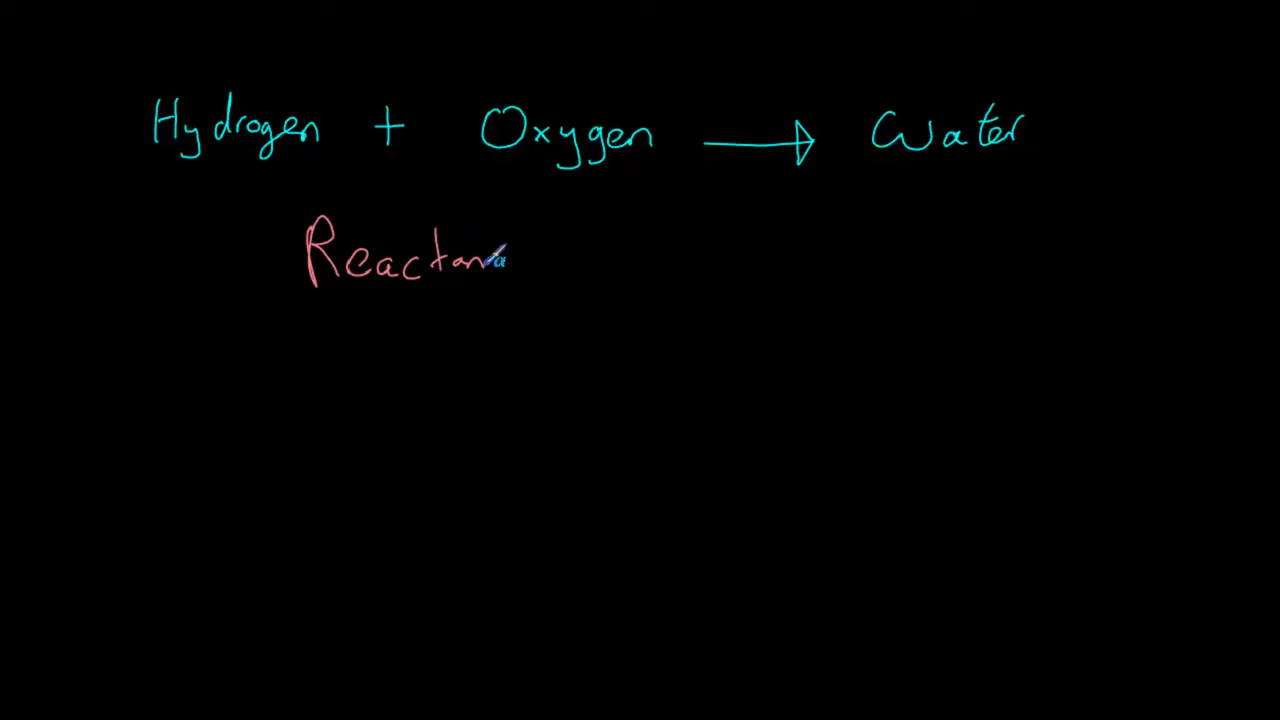 Hydrogen + Oxygen → Water
Reactan